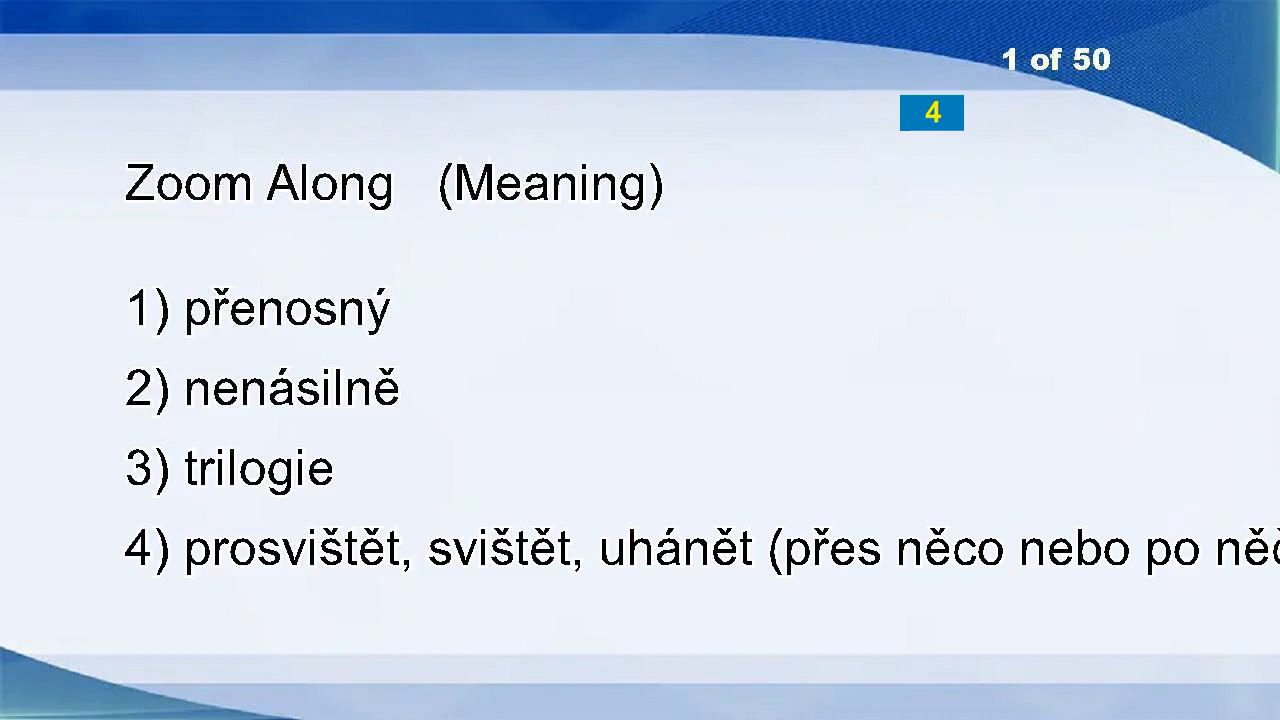 1 of 50
4
Zoom Along (Meaning)
1) přenosný
2) nenásilně
3) trilogie
4) prosvištět, svištět, uhánět (přes něco nebo po